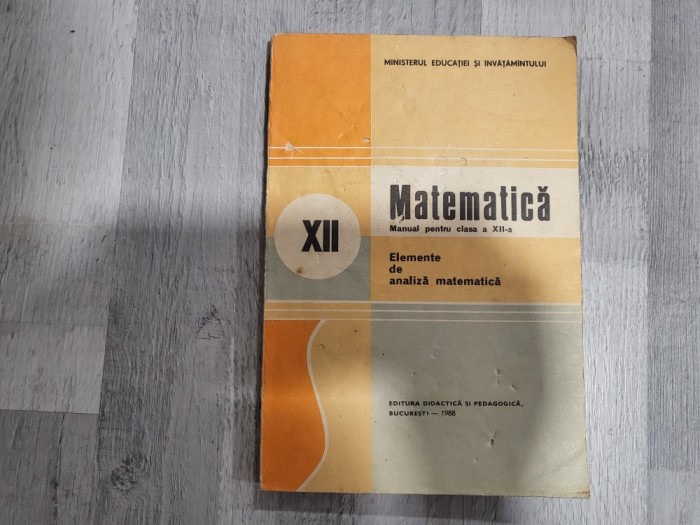 MINISTERUL EDUCAȚIEI ȘI ÎNVĂȚĂMÎNTULUI
XII
Matematică
Manual pentru clasa a XII-a
Elemente
de
analiză matematică
EDITURA DIDACTICĂ SI PEDAGOGICĂ,
BUCUREȘTI — 1988